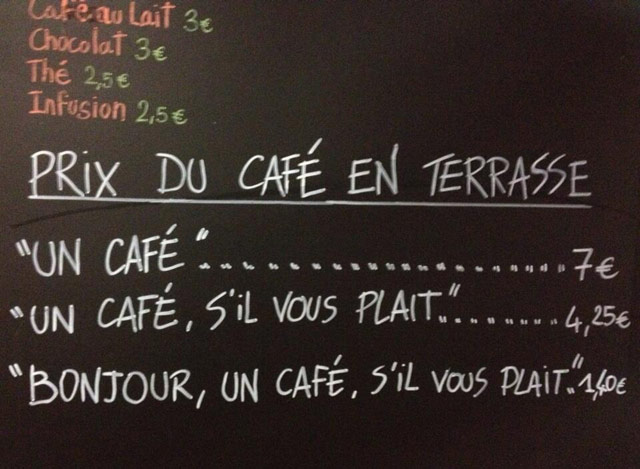 Café au Lait 3€
Chocolat 3€
Thé 2,5€
Infusion 2,5€
PRIX DU CAFÉ EN TERRASSE
"UN CAFÉ"..................... 7€
"UN CAFÉ, S'IL VOUS PLAIT."......... 4,25€
"BONJOUR, UN CAFÉ, S'IL VOUS PLAIT." 1,40€